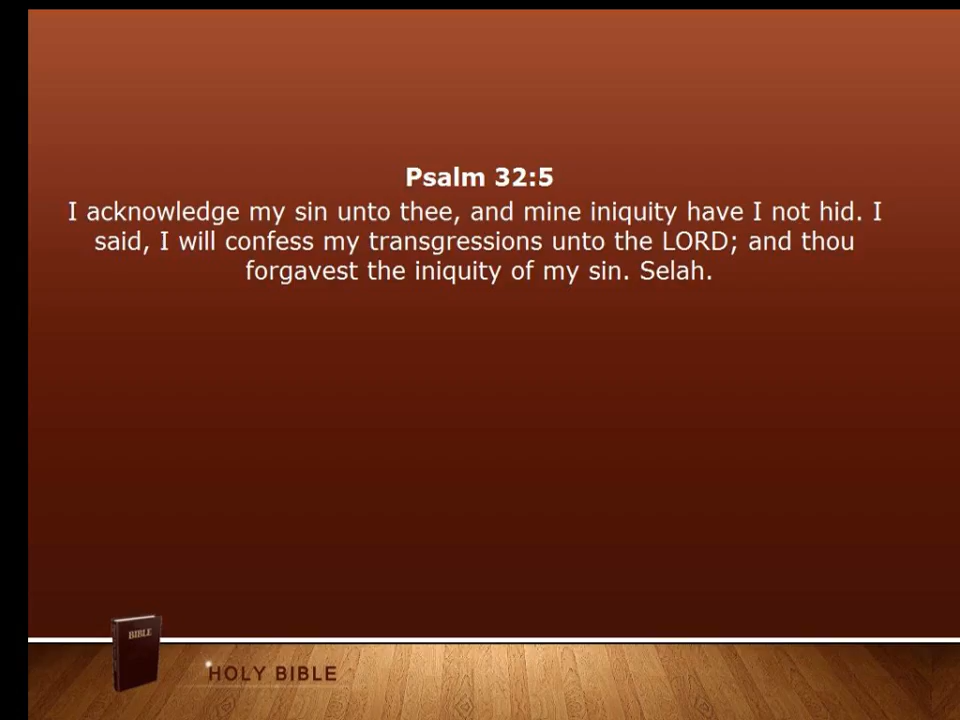 Psalm 32:5
I acknowledge my sin unto thee, and mine iniquity have I not hid. I
said, I will confess my transgressions unto the LORD; and thou
forgavest the iniquity of my sin. Selah.
BIBLE
HOLY BIBLE